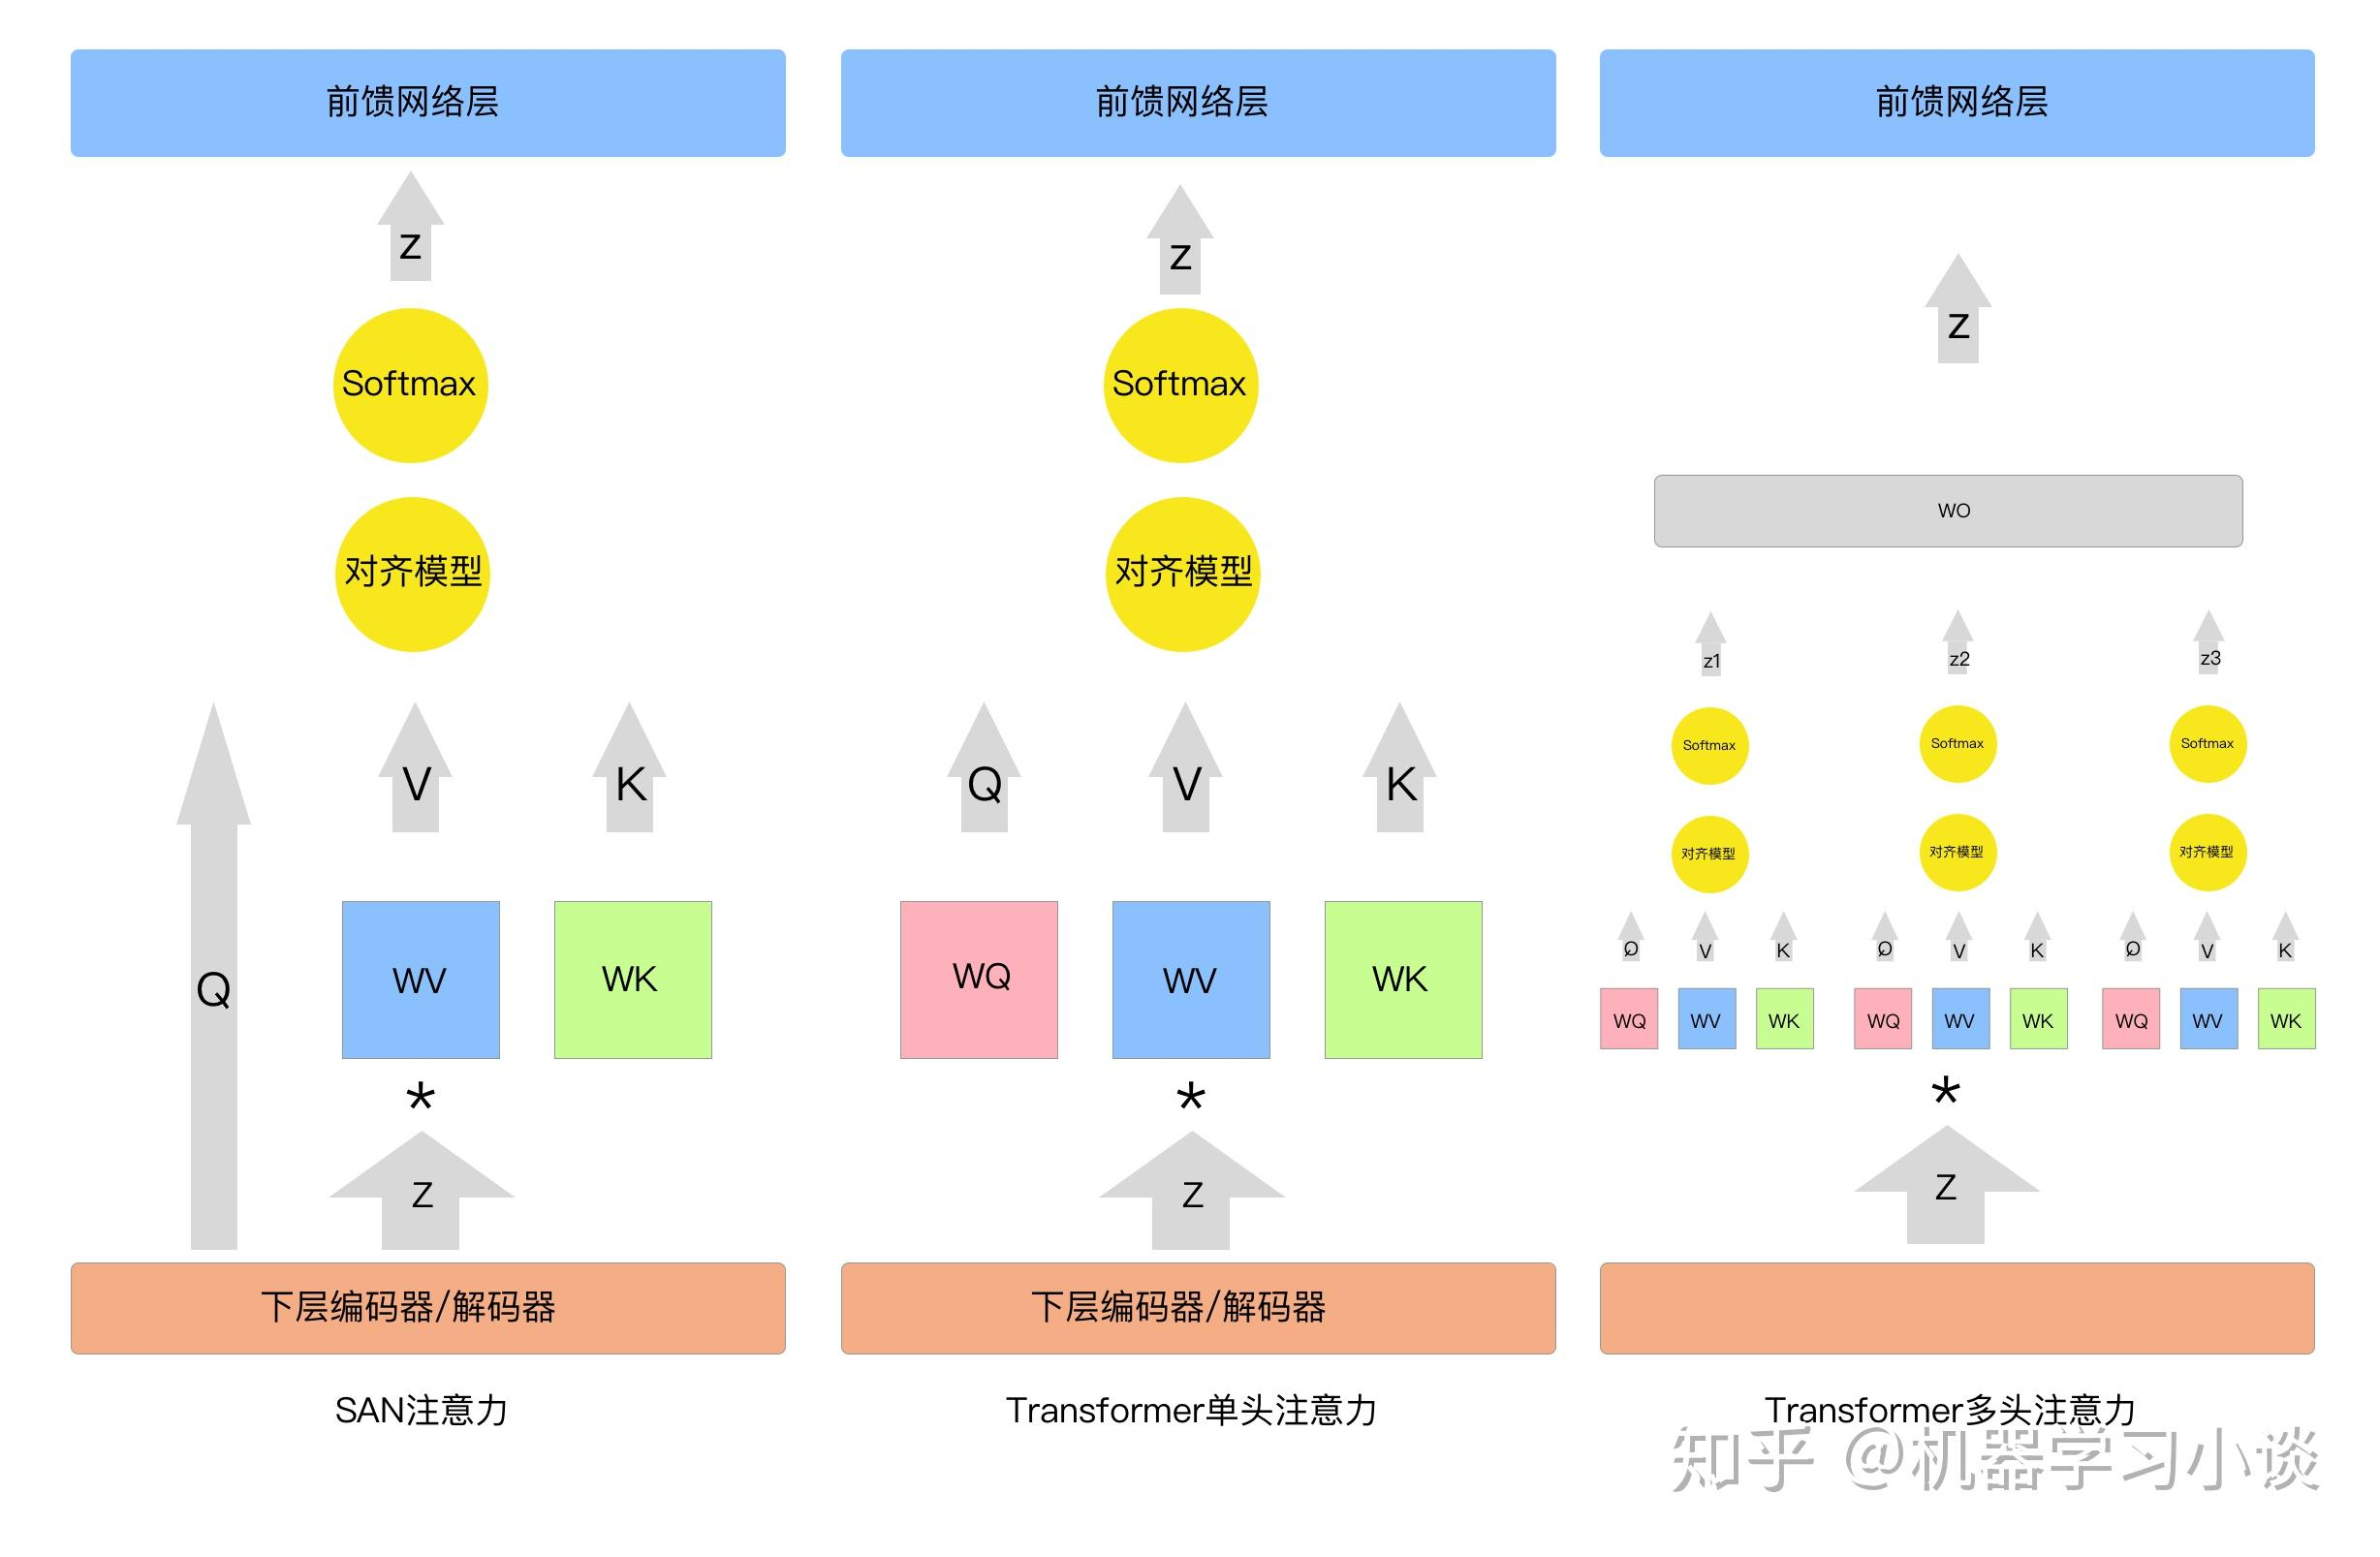 前馈网络层
z
Softmax
对齐模型
Q
V
K
WV
WK
*
Z
下层编码器/解码器
SAN注意力
前馈网络层
z
Softmax
对齐模型
Q
V
K
WQ
WV
WK
*
Z
下层编码器/解码器
Transformer单头注意力
前馈网络层
z
WO
z1 z2 z3
Softmax Softmax Softmax
对齐模型 对齐模型 对齐模型
Q V K Q V K Q V K
WQ WV WK WQ WV WK WQ WV WK
*
Z
Transformer多头注意力
知乎 @机器学习小谈